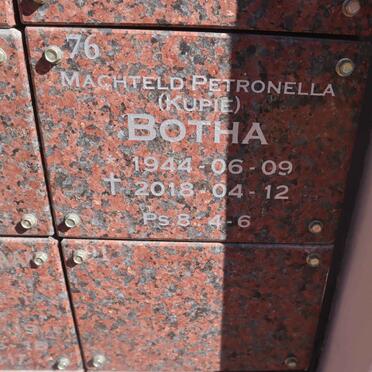 76
MACHTELD PETRONELLA
(KUPIE)
BOTHA
* 1944-06-09
† 2018-04-12
Ps 8:4-6